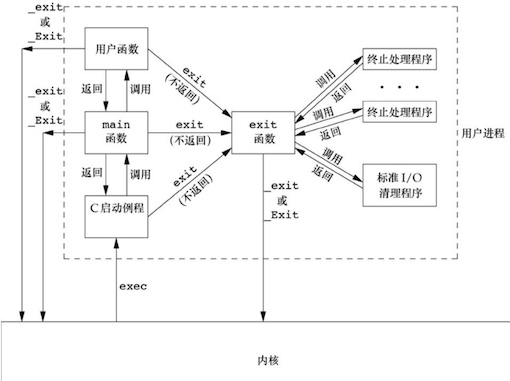 _exit
或
_Exit
用户函数
exit
(不返回)
调用
返回
终止处理程序
· · ·
返回
调用
_exit
或
_Exit
main
函数
exit
(不返回)
exit
函数
调用
返回
终止处理程序
用户进程
返回
调用
exit
(不返回)
_exit
或
_Exit
调用
返回
标准 I/O
清理程序
C启动例程
exec
内核